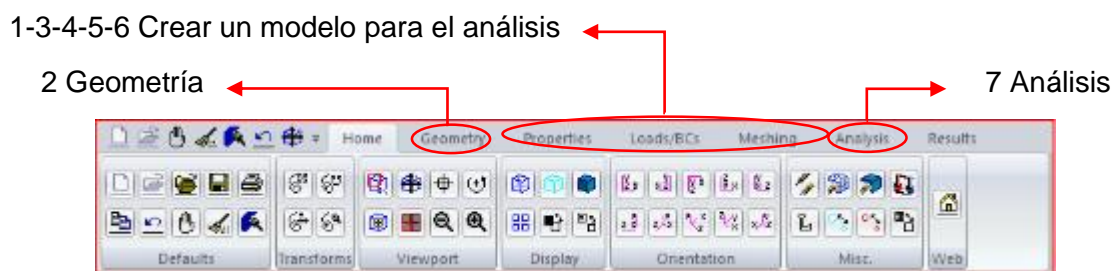 1-3-4-5-6 Crear un modelo para el análisis
2 Geometría
7 Análisis
Home Geometry Properties Loads/BCs Meshing Analysis Results
Defaults Transforms Viewport Display Orientation Misc. Web